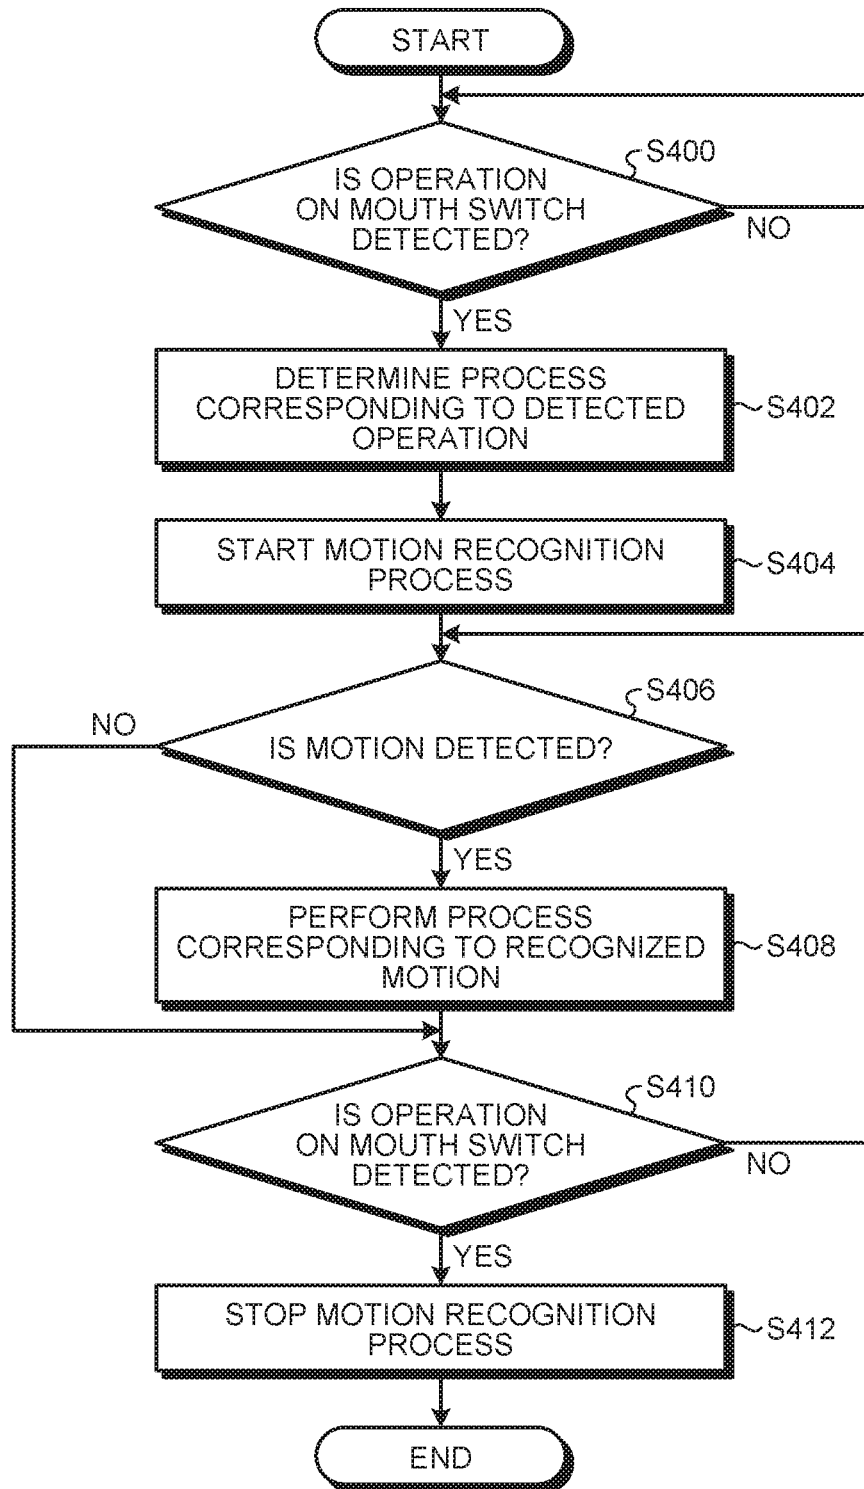 START
S400
IS OPERATION
ON MOUTH SWITCH
DETECTED?
NO
YES
DETERMINE PROCESS
CORRESPONDING TO DETECTED
OPERATION
S402
START MOTION RECOGNITION
PROCESS
S404
S406
NO
IS MOTION DETECTED?
YES
PERFORM PROCESS
CORRESPONDING TO RECOGNIZED
MOTION
S408
S410
IS OPERATION
ON MOUTH SWITCH
DETECTED?
NO
YES
STOP MOTION RECOGNITION
PROCESS
S412
END